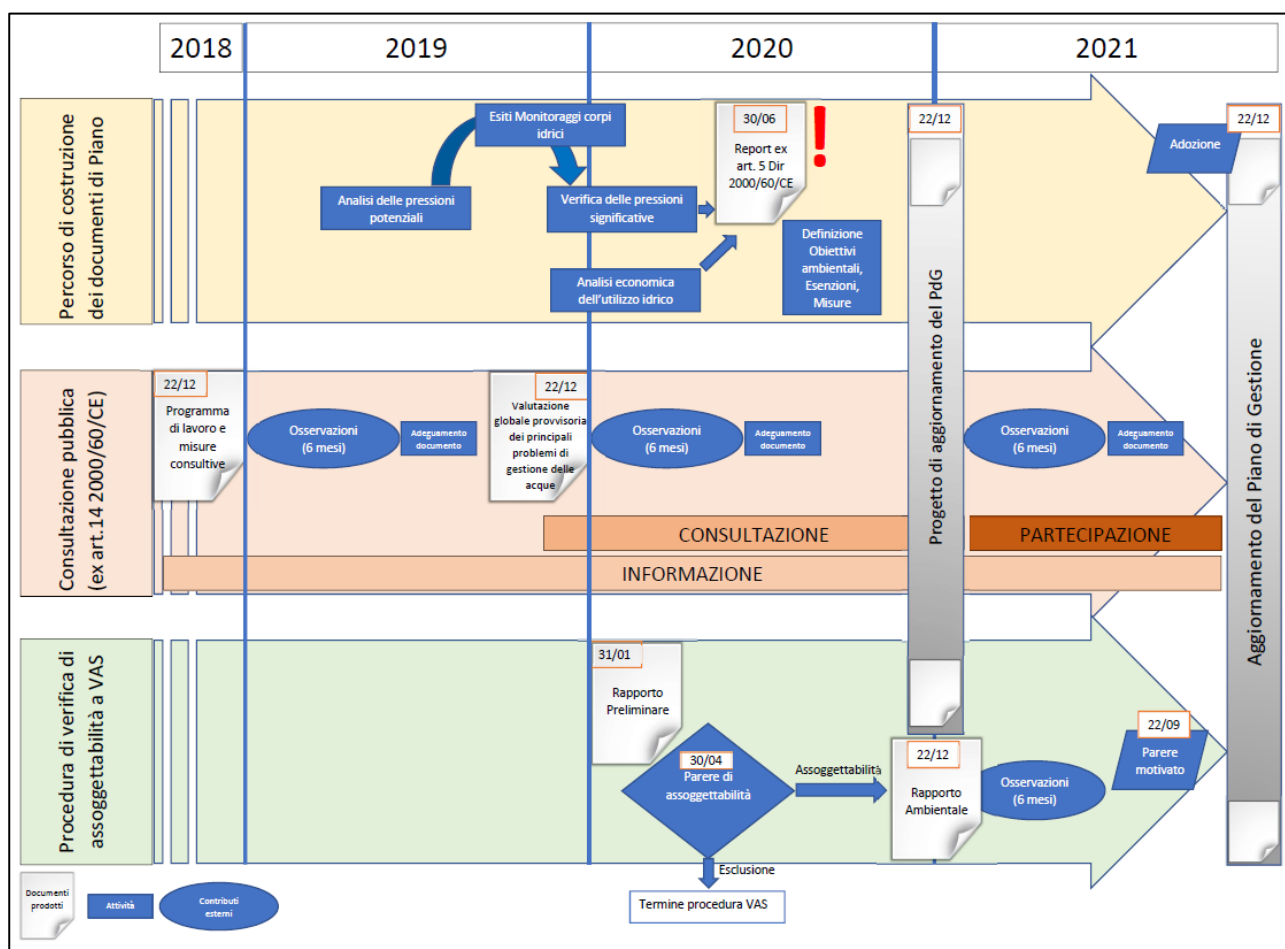 2018
2019
2020
2021
Percorso di costruzione
dei documenti di Piano
Esiti Monitoraggi corpi
idrici
Analisi delle pressioni
potenziali
Verifica delle pressioni
significative
Analisi economica
dell'utilizzo idrico
30/06
Report ex
art. 5 Dir
2000/60/CE
!
Definizione
Obiettivi
ambientali,
Esenzioni,
Misure
22/12
Progetto di aggiornamento del PdG
Adozione
22/12
Aggiornamento del Piano di Gestione
Consultazione pubblica
(ex art.14 2000/60/CE)
22/12
Programma
di lavoro e
misure
consultive
Osservazioni
(6 mesi)
Adeguamento
documento
22/12
Valutazione
globale provvisoria
dei principali
problemi di
gestione delle
acque
Osservazioni
(6 mesi)
Adeguamento
documento
Osservazioni
(6 mesi)
Adeguamento
documento
CONSULTAZIONE
PARTECIPAZIONE
INFORMAZIONE
Procedura di verifica di
assoggettabilità a VAS
31/01
Rapporto
Preliminare
30/04
Parere di
assoggettabilità
Assoggettabilità
22/12
Rapporto
Ambientale
Osservazioni
(6 mesi)
22/09
Parere
motivato
Esclusione
Termine procedura VAS
Documenti
prodotti
Attività
Contributi
esterni